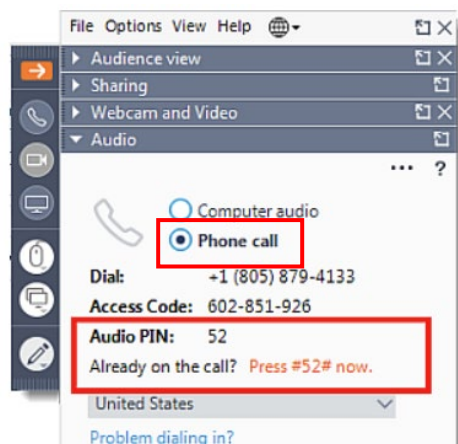 File Options View Help
Audience view
Sharing
Webcam and Video
Audio
... ?
Computer audio
Phone call
Dial: +1 (805) 879-4133
Access Code: 602-851-926
Audio PIN: 52
Already on the call? Press #52# now.
United States
Problem dialing in?